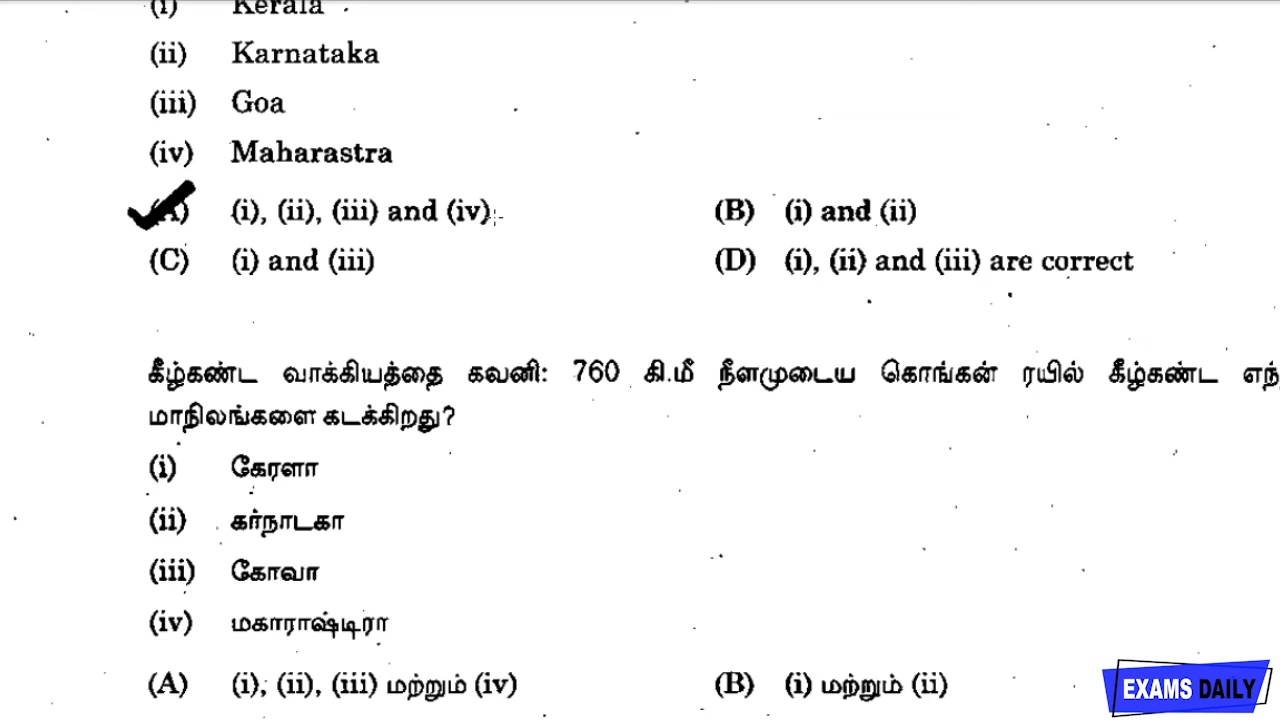 (i) Kerala
(ii) Karnataka
(iii) Goa
(iv) Maharastra
(A) (i), (ii), (iii) and (iv) (B) (i) and (ii)
(C) (i) and (iii) (D) (i), (ii) and (iii) are correct
கீழ்கண்ட வாக்கியத்தை கவனி: 760 கி.மீ நீளமுடைய கொங்கன் ரயில் கீழ்கண்ட
மாநிலங்களை கடக்கிறது?
(i) கேரளா
(ii) கர்நாடகா
(iii) கோவா
(iv) மகாராஷ்டிரா
(A) (i), (ii), (iii) மற்றும் (iv) (B) (i) மற்றும் (ii)
EXAMS DAILY